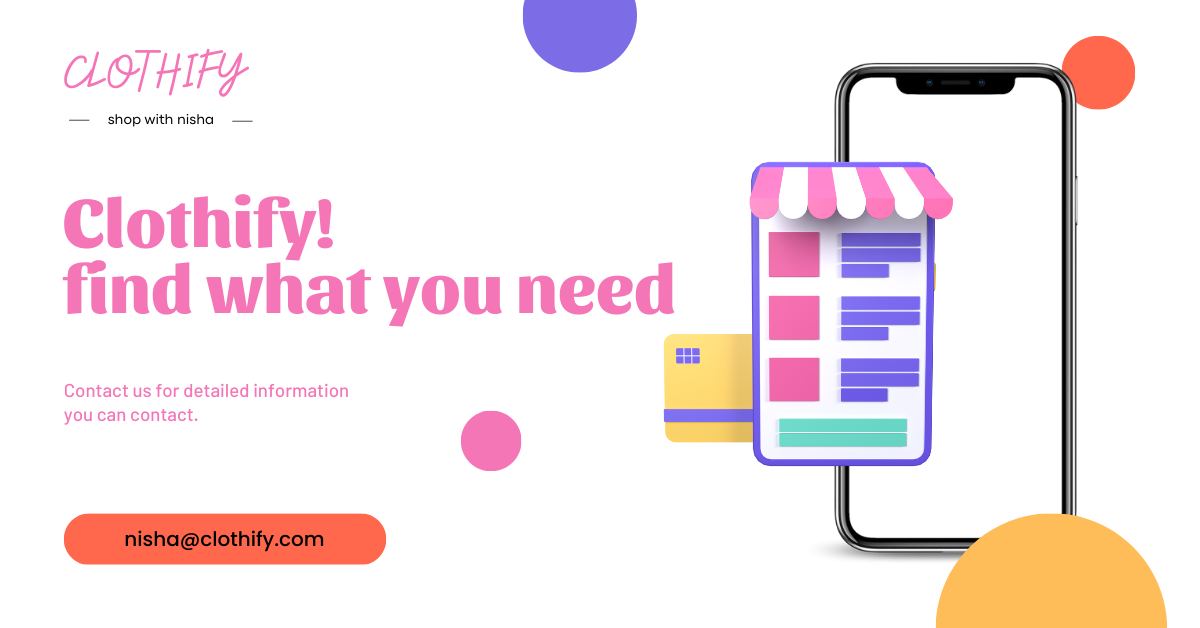 CLOTHIFY
shop with nisha
Clothify!
find what you need
Contact us for detailed information
you can contact.
nisha@clothify.com